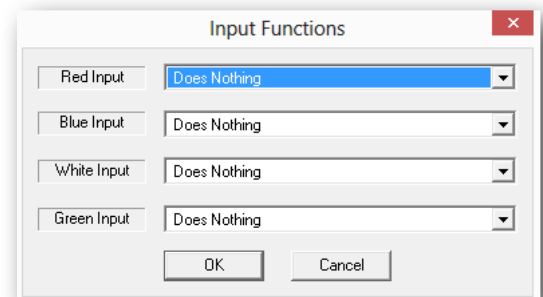 Input Functions
Red Input Does Nothing
Blue Input Does Nothing
White Input Does Nothing
Green Input Does Nothing
OK Cancel